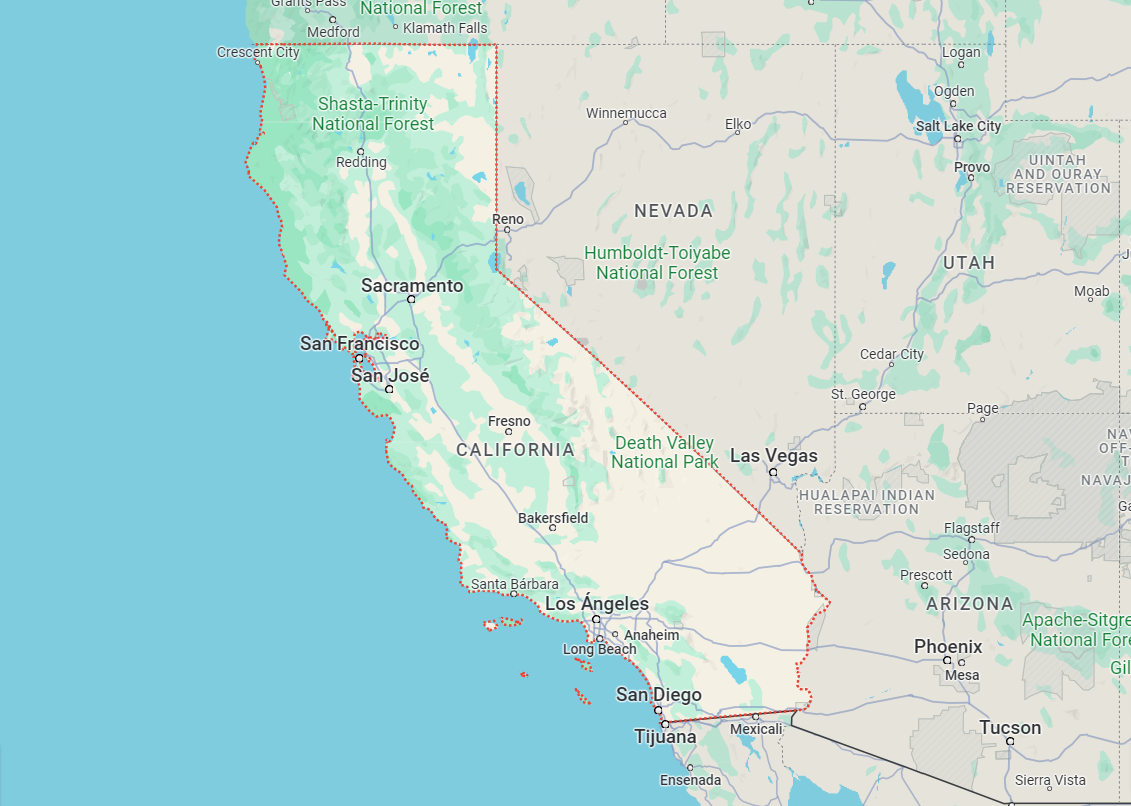 Grants Pass
National Forest
Medford
Klamath Falls
Crescent City
Logan
Ogden
Shasta-Trinity
National Forest
Winnemucca
Elko
Salt Lake City
Redding
Provo
UINTAH
AND OURAY
RESERVATION
Reno
NEVADA
Humboldt-Toiyabe
National Forest
UTAH
Sacramento
Moab
San Francisco
San José
Cedar City
St. George
Page
Fresno
CALIFORNIA
Death Valley
National Park
Las Vegas
NAV
OFF-
T
NAVAJ
HUALAPAI INDIAN
RESERVATION
Ga
Bakersfield
Flagstaff
Sedona
Prescott
Santa Bárbara
Los Ángeles
ARIZONA
Anaheim
Long Beach
Apache-Sitgre
National Fore
Phoenix
Mesa
Gil
San Diego
Tijuana
Mexicali
Tucson
Ensenada
Sierra Vista